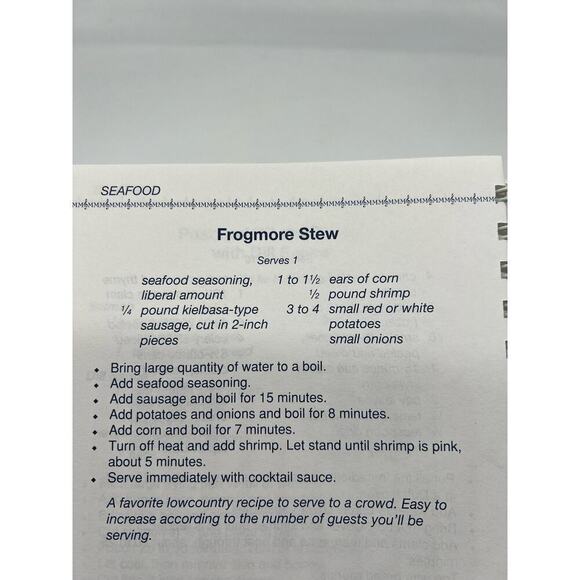 SEAFOOD
Frogmore Stew
Serves 1
seafood seasoning,
liberal amount
¼ pound kielbasa-type
sausage, cut in 2-inch
pieces
1 to 1½ ears of corn
½ pound shrimp
3 to 4 small red or white
potatoes
small onions
⬩ Bring large quantity of water to a boil.
⬩ Add seafood seasoning.
⬩ Add sausage and boil for 15 minutes.
⬩ Add potatoes and onions and boil for 8 minutes.
⬩ Add corn and boil for 7 minutes.
⬩ Turn off heat and add shrimp. Let stand until shrimp is pink,
about 5 minutes.
⬩ Serve immediately with cocktail sauce.
A favorite lowcountry recipe to serve to a crowd. Easy to
increase according to the number of guests you'll be
serving.